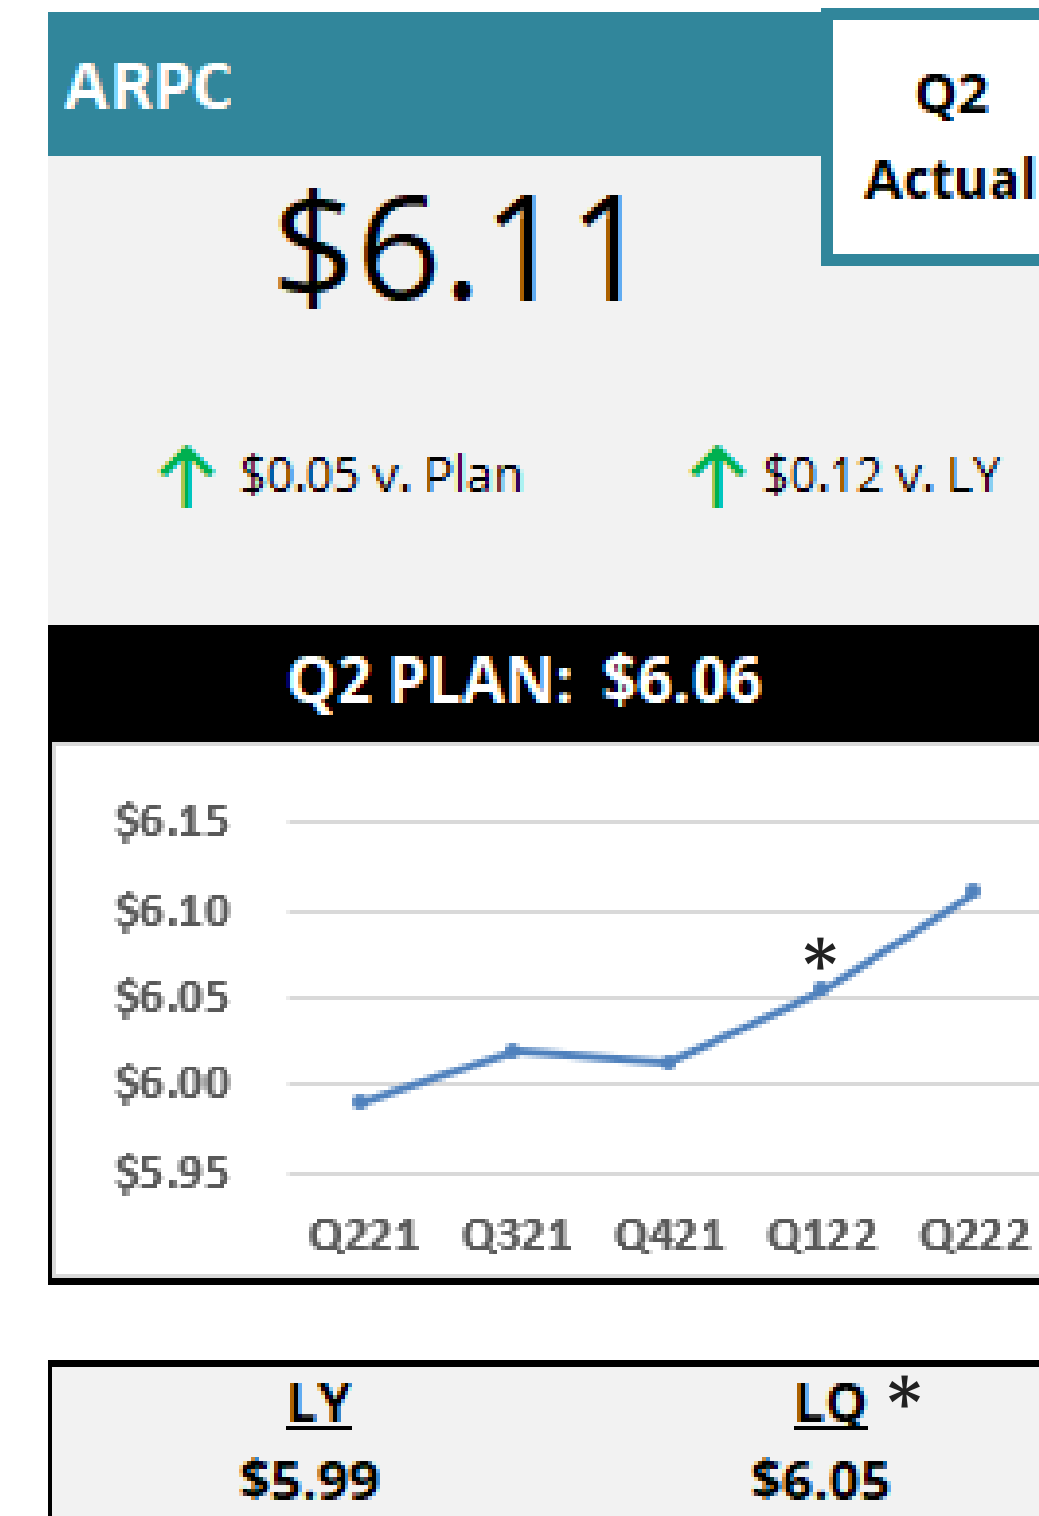 ARPC
Q2
Actual
$6.11
↑ $0.05 v. Plan
↑ $0.12 v. LY
Q2 PLAN: $6.06
$6.15
$6.10
*
$6.05
$6.00
$5.95
Q221 Q321 Q421 Q122 Q222
LY LQ *
$5.99 $6.05